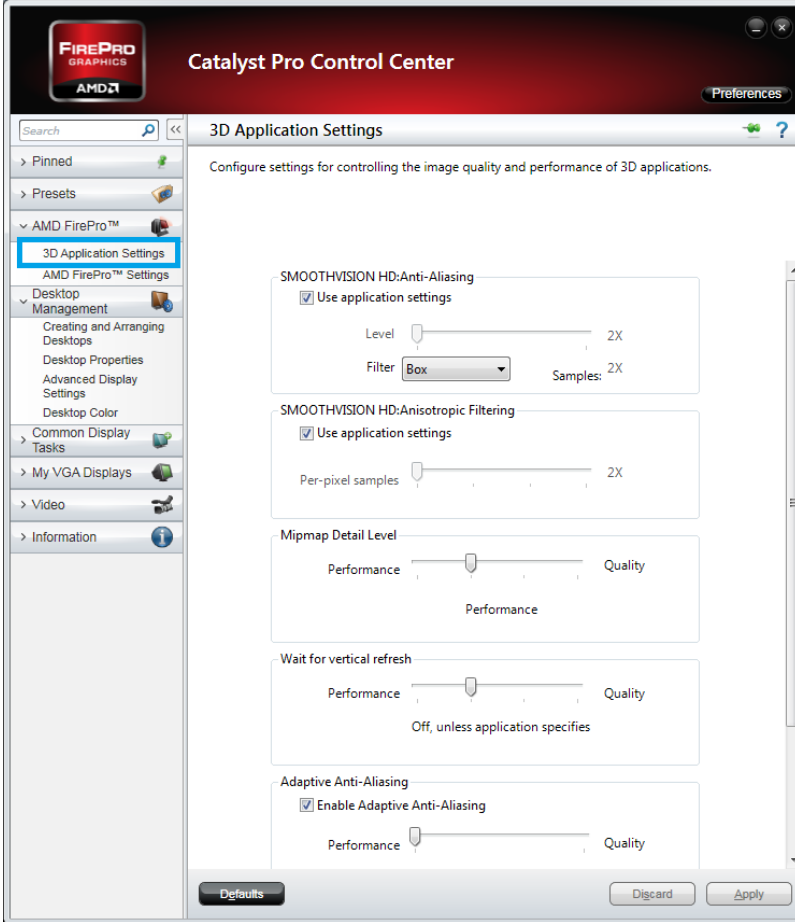 FIREPRO
GRAPHICS
AMD
Catalyst Pro Control Center
Preferences
Search
<<
3D Application Settings
?
Pinned
Presets
AMD FirePro™
3D Application Settings
AMD FirePro™ Settings
Desktop
Management
Creating and Arranging
Desktops
Desktop Properties
Advanced Display
Settings
Desktop Color
Common Display
Tasks
My VGA Displays
Video
Information
Configure settings for controlling the image quality and performance of 3D applications.
SMOOTHVISION HD:Anti-Aliasing
Use application settings
Level 2X
Filter Box Samples: 2X
SMOOTHVISION HD:Anisotropic Filtering
Use application settings
Per-pixel samples 2X
Mipmap Detail Level
Performance Quality
Performance
Wait for vertical refresh
Performance Quality
Off, unless application specifies
Adaptive Anti-Aliasing
Enable Adaptive Anti-Aliasing
Performance Quality
Defaults Discard Apply